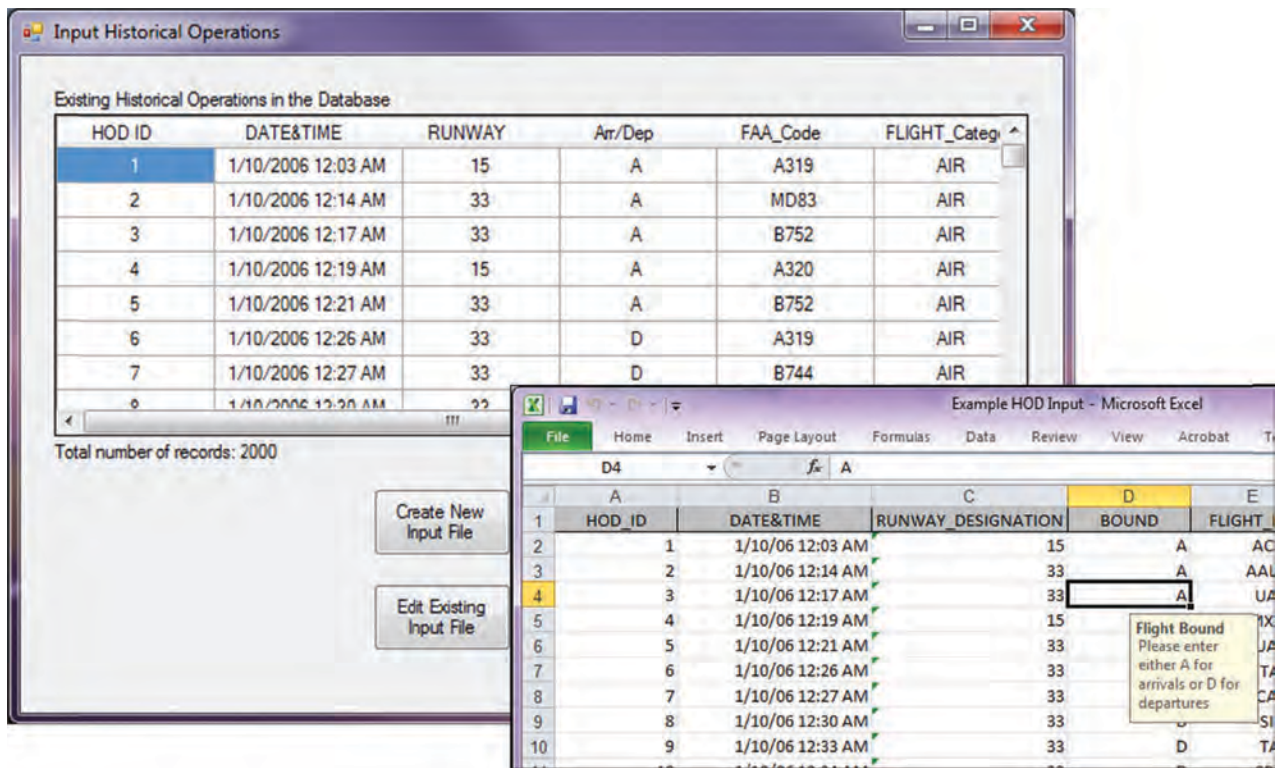 Input Historical Operations
Existing Historical Operations in the Database
HOD ID DATE&TIME RUNWAY Arr/Dep FAA_Code FLIGHT_Categ
1 1/10/2006 12:03 AM 15 A A319 AIR
2 1/10/2006 12:14 AM 33 A MD83 AIR
3 1/10/2006 12:17 AM 33 A B752 AIR
4 1/10/2006 12:19 AM 15 A A320 AIR
5 1/10/2006 12:21 AM 33 A B752 AIR
6 1/10/2006 12:26 AM 33 D A319 AIR
7 1/10/2006 12:27 AM 33 D B744 AIR
Total number of records: 2000
Create New
Input File
Edit Existing
Input File
Example HOD Input - Microsoft Excel
File Home Insert Page Layout Formulas Data Review View Acrobat
D4 fx A
A B C D E
1 HOD_ID DATE&TIME RUNWAY_DESIGNATION BOUND FLIGHT_
2 1 1/10/06 12:03 AM 15 A AC
3 2 1/10/06 12:14 AM 33 A AAL
4 3 1/10/06 12:17 AM 33 A UA
5 4 1/10/06 12:19 AM 15
6 5 1/10/06 12:21 AM 33
7 6 1/10/06 12:26 AM 33
8 7 1/10/06 12:27 AM 33
9 8 1/10/06 12:30 AM 33
10 9 1/10/06 12:33 AM 33 D TA
Flight Bound
Please enter
either A for
arrivals or D for
departures